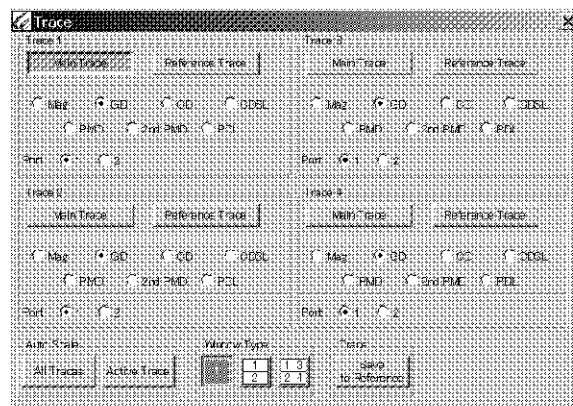 Trace
Trace 1
Main Trace Reference Trace
Mag GD CD CDSL
PMD 2nd PMD PDL
Port 1 2
Trace 3
Main Trace Reference Trace
Mag GD CD CDSL
PMD 2nd PMD PDL
Port 1 2
Trace 2
Main Trace Reference Trace
Mag GD CD CDSL
PMD 2nd PMD PDL
Port 1 2
Trace 4
Main Trace Reference Trace
Mag GD CD CDSL
PMD 2nd PMD PDL
Port 1 2
Auto Scale
All Traces Active Trace
Window Type
1
2
1 3
2 4
Trace
Save
to Reference